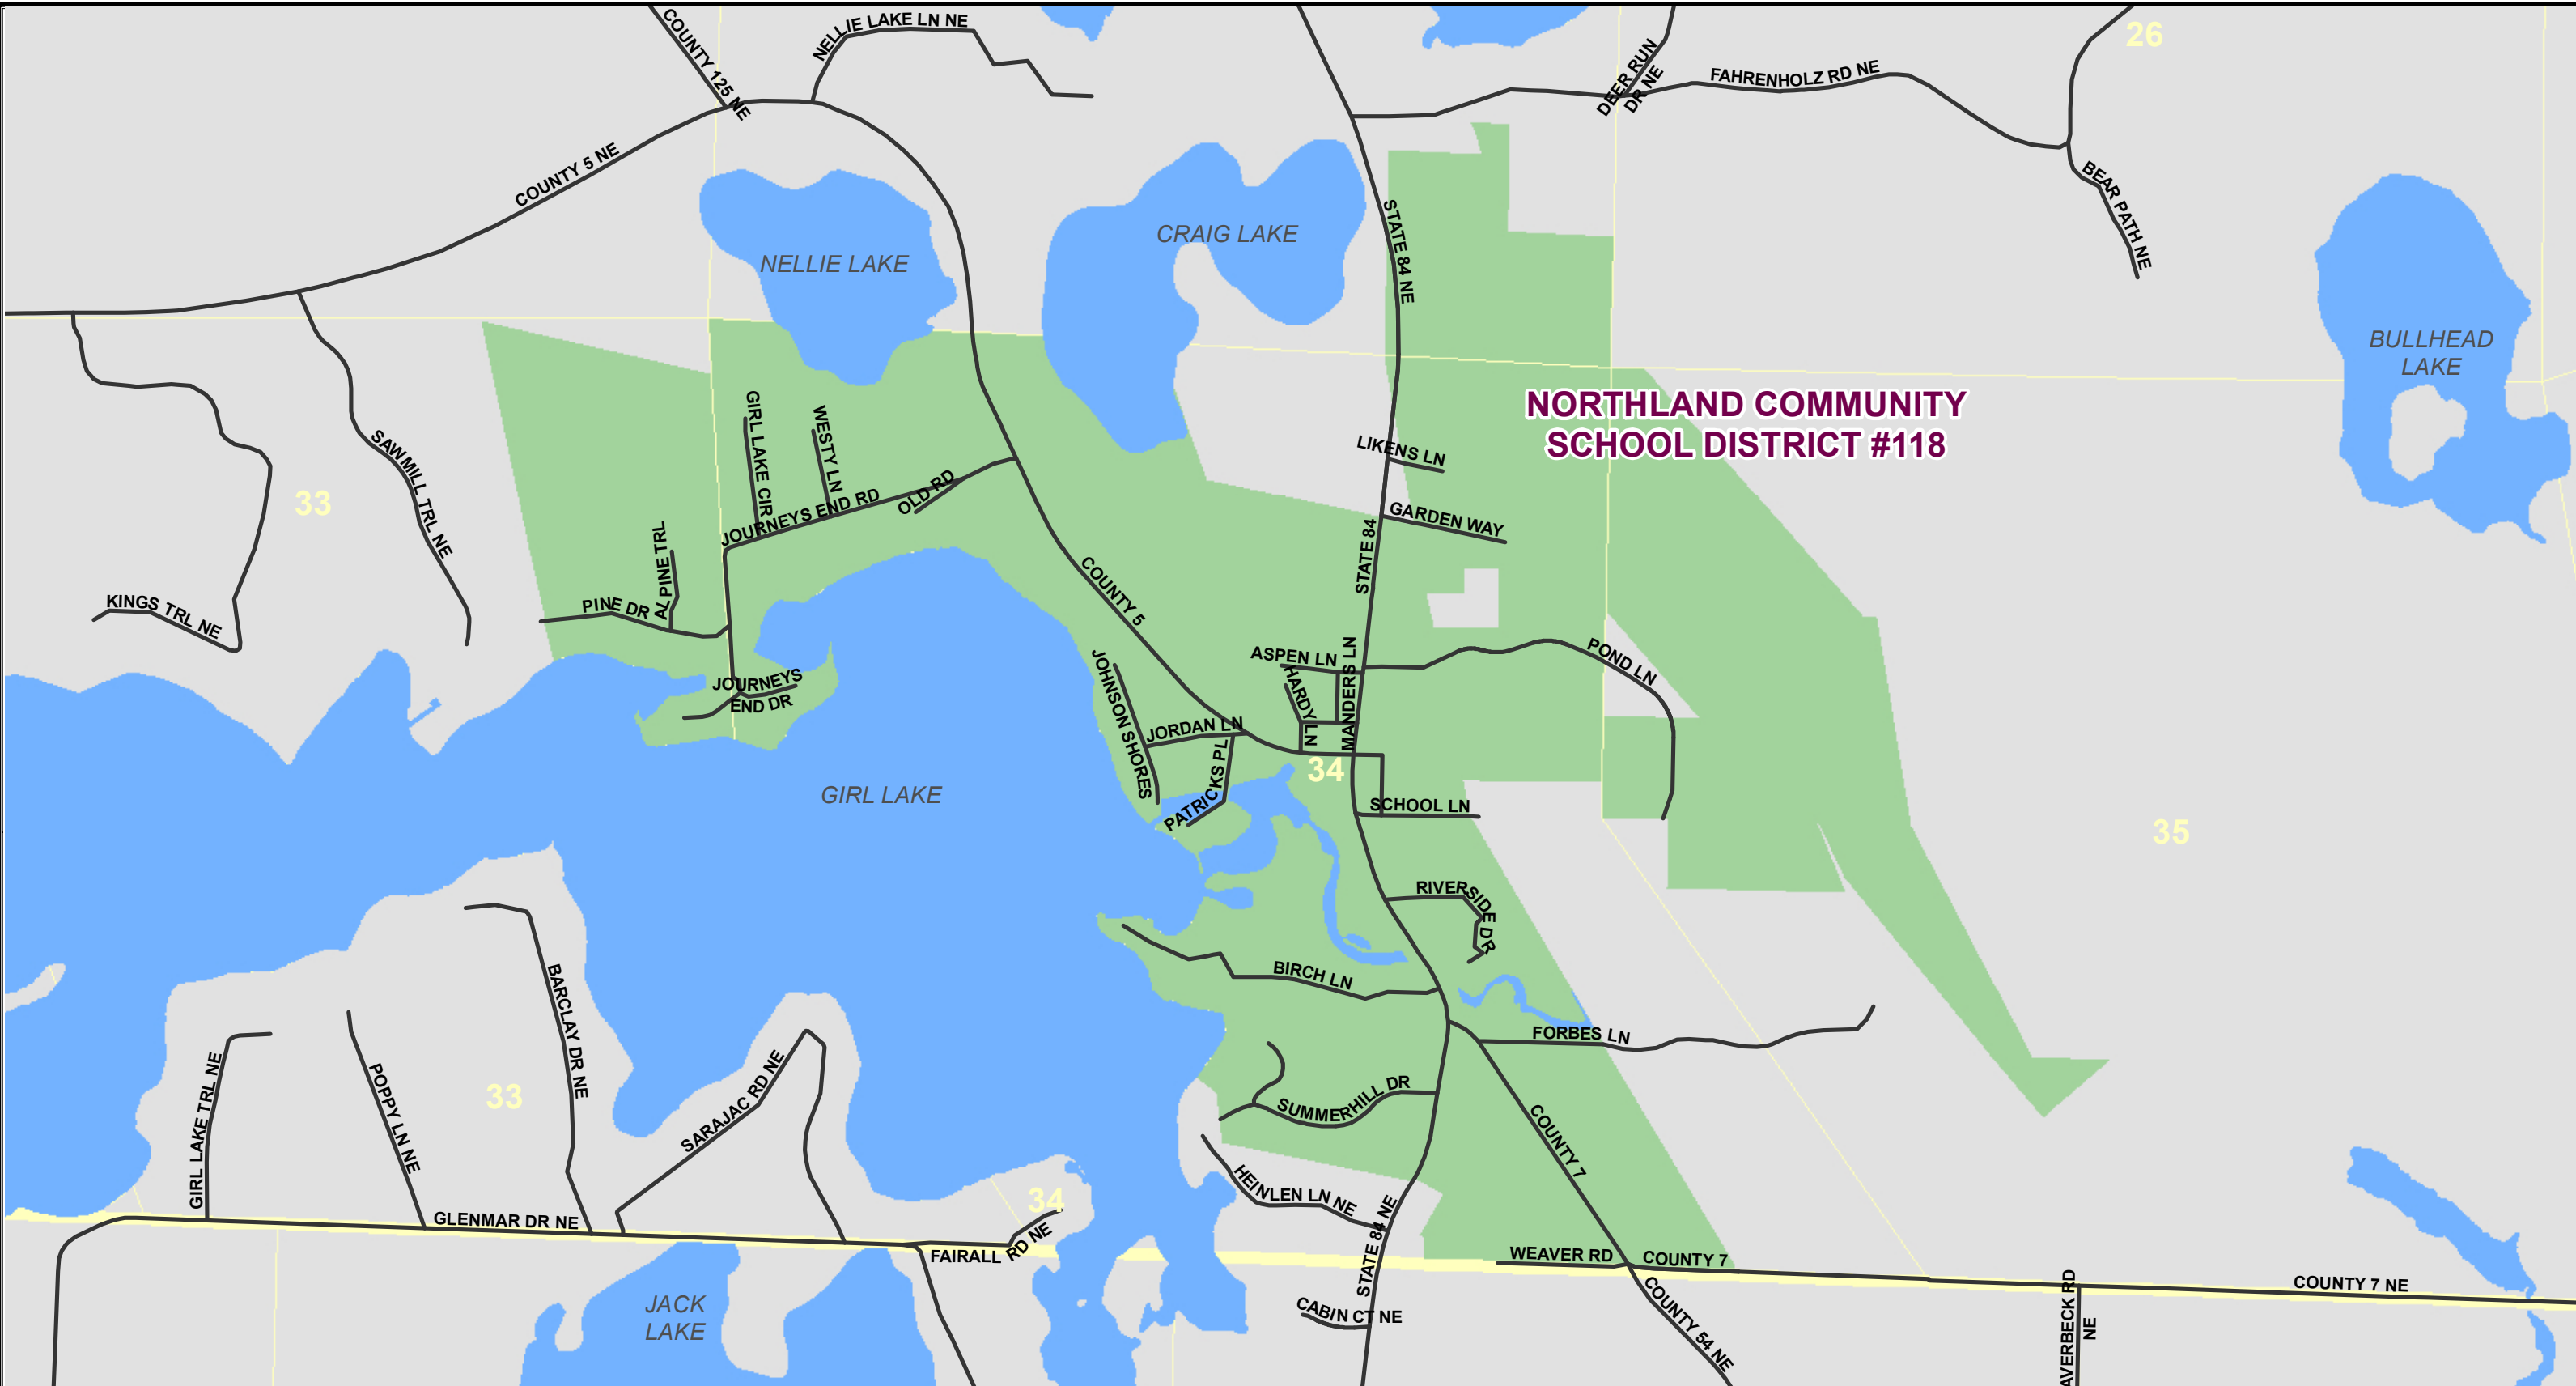 COUNTY 125 NE
NELLIE LAKE LN NE
26
DEER RUN
DR NE
FAHRENHOLZ RD NE
COUNTY 5 NE
BEAR PATH NE
STATE 84 NE
CRAIG LAKE
NELLIE LAKE
BULLHEAD
LAKE
NORTHLAND COMMUNITY
SCHOOL DISTRICT #118
GIRL LAKE CIR
WESTY LN
LIKENS LN
SAWMILL TRL NE
33
OLD RD
JOURNEYS END RD
GARDEN WAY
STATE 84
AL PINE TRL
PINE DR
KINGS TRL NE
COUNTY 5
JOHNSON SHORES
ASPEN LN
HARDY LN
MANDERS LN
POND LN
JOURNEYS
END DR
JORDAN LN
PATRICKS PL
34
GIRL LAKE
SCHOOL LN
35
RIVERSIDE DR
BIRCH LN
BARCLAY DR NE
FORBES LN
GIRL LAKE TRL NE
POPPY LN NE
33
SARAJAC RD NE
SUMMERHILL DR
COUNTY 7
HEINLEN LN NE
34
GLENMAR DR NE
FAIRALL RD NE
STATE 84 NE
WEAVER RD
COUNTY 7
COUNTY 7 NE
JACK
LAKE
CABIN CT NE
COUNTY 54 NE
AVERBECK RD
NE